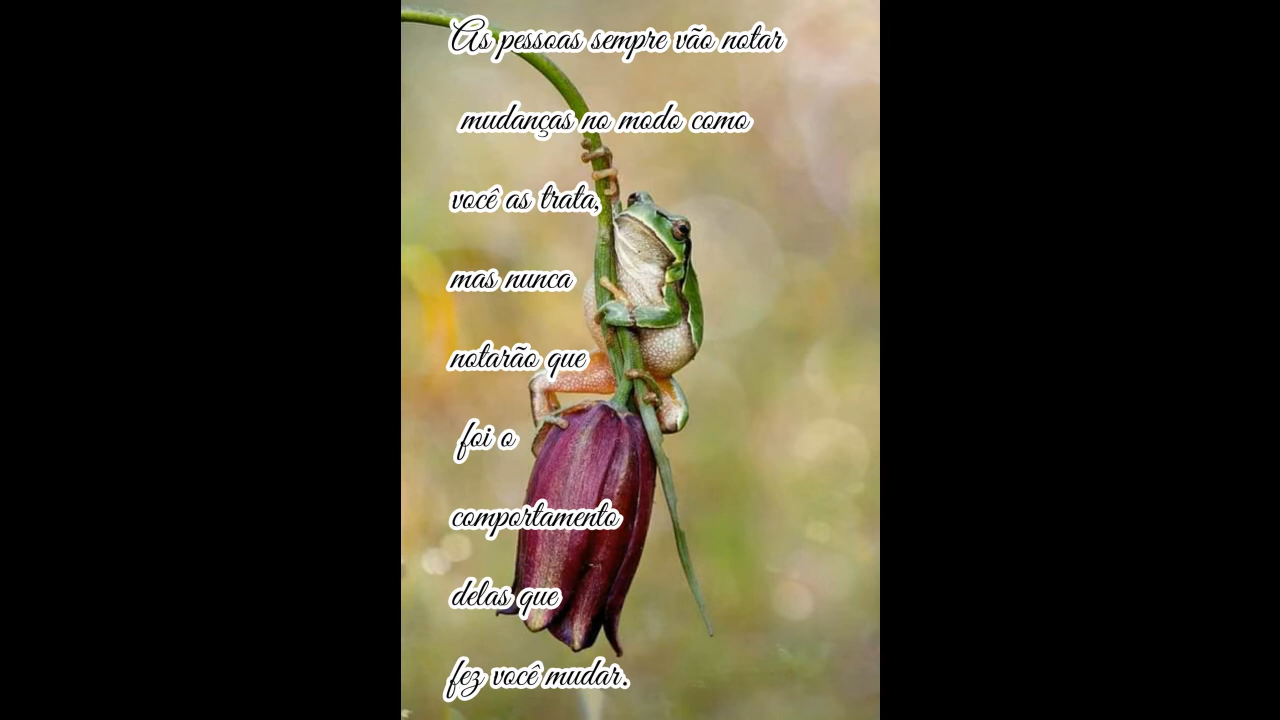 As pessoas sempre vão notar
mudanças no modo como
você as trata,
mas nunca
notarão que
foi o
comportamento
delas que
fez você mudar.